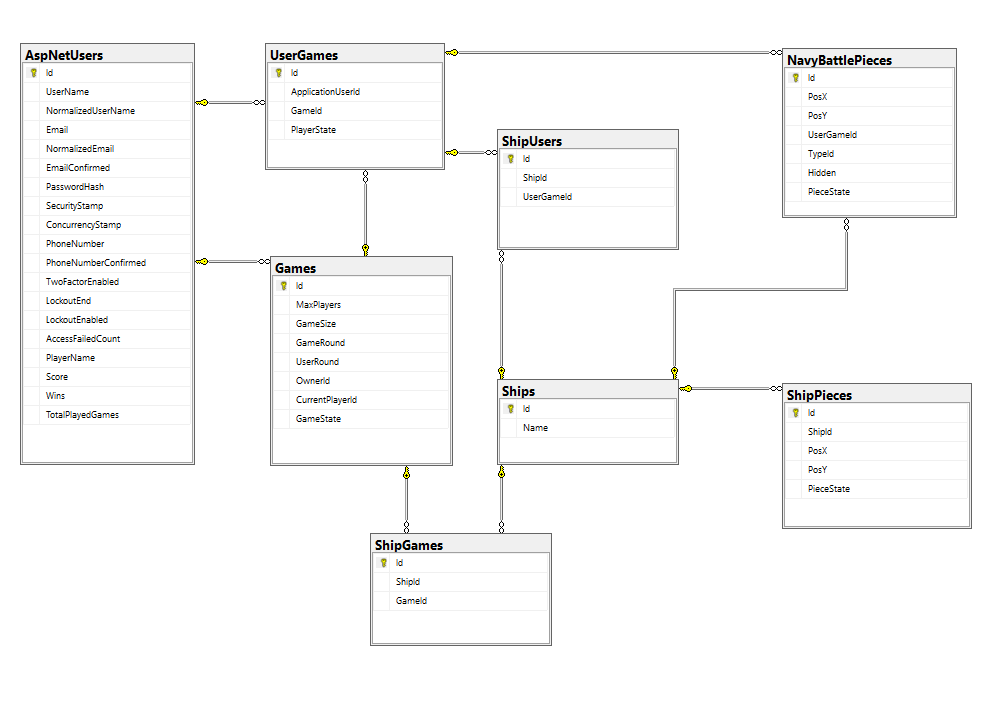 AspNetUsers
Id
UserName
NormalizedUserName
Email
NormalizedEmail
EmailConfirmed
PasswordHash
SecurityStamp
ConcurrencyStamp
PhoneNumber
PhoneNumberConfirmed
TwoFactorEnabled
LockoutEnd
LockoutEnabled
AccessFailedCount
PlayerName
Score
Wins
TotalPlayedGames
UserGames
Id
ApplicationUserId
GameId
PlayerState
NavyBattlePieces
Id
PosX
PosY
UserGameId
TypeId
Hidden
PieceState
ShipUsers
Id
ShipId
UserGameId
Games
Id
MaxPlayers
GameSize
GameRound
UserRound
OwnerId
CurrentPlayerId
GameState
Ships
Id
Name
ShipPieces
Id
ShipId
PosX
PosY
PieceState
ShipGames
Id
ShipId
GameId